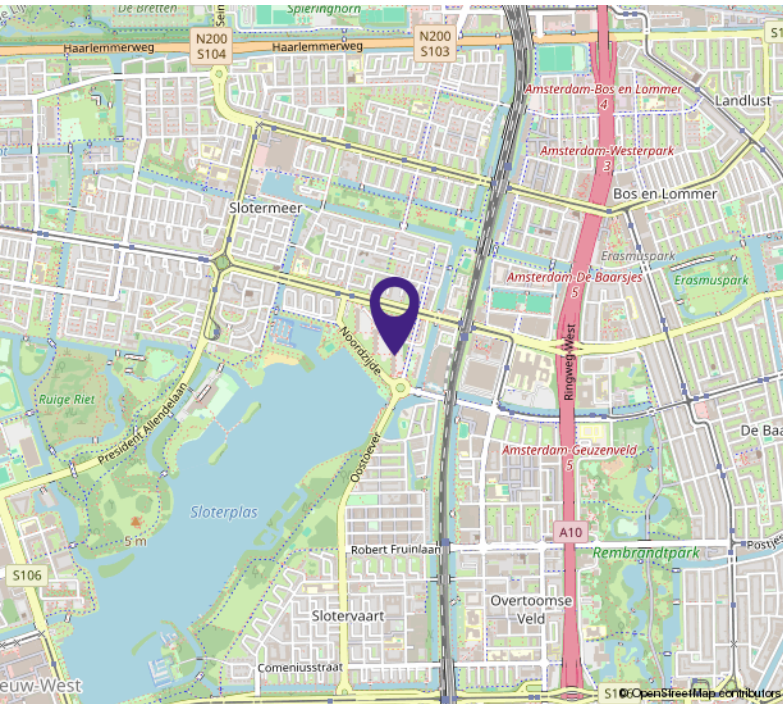 De Bretten
Spieringhorn
N200
S104
N200
S103
Haarlemmerweg
Haarlemmerweg
Amsterdam-Bos en Lommer
4
Landlust
Amsterdam-Westerpark
3
Bos en Lommer
Slotermeer
Erasmuspark
Amsterdam-De Baarsjes
5
Erasmuspark
Noordzijde
Ringweg-West
Ruige Riet
President Allendelaan
De Baa
Oostoever
Amsterdam-Geuzenveld
5
Sloterplas
5 m
A10
Robert Fruinlaan
Rembrandtpark
Postjes
S106
Overtoomse
Veld
Slotervaart
Comeniusstraat
euw-West
© OpenStreetMap contributors